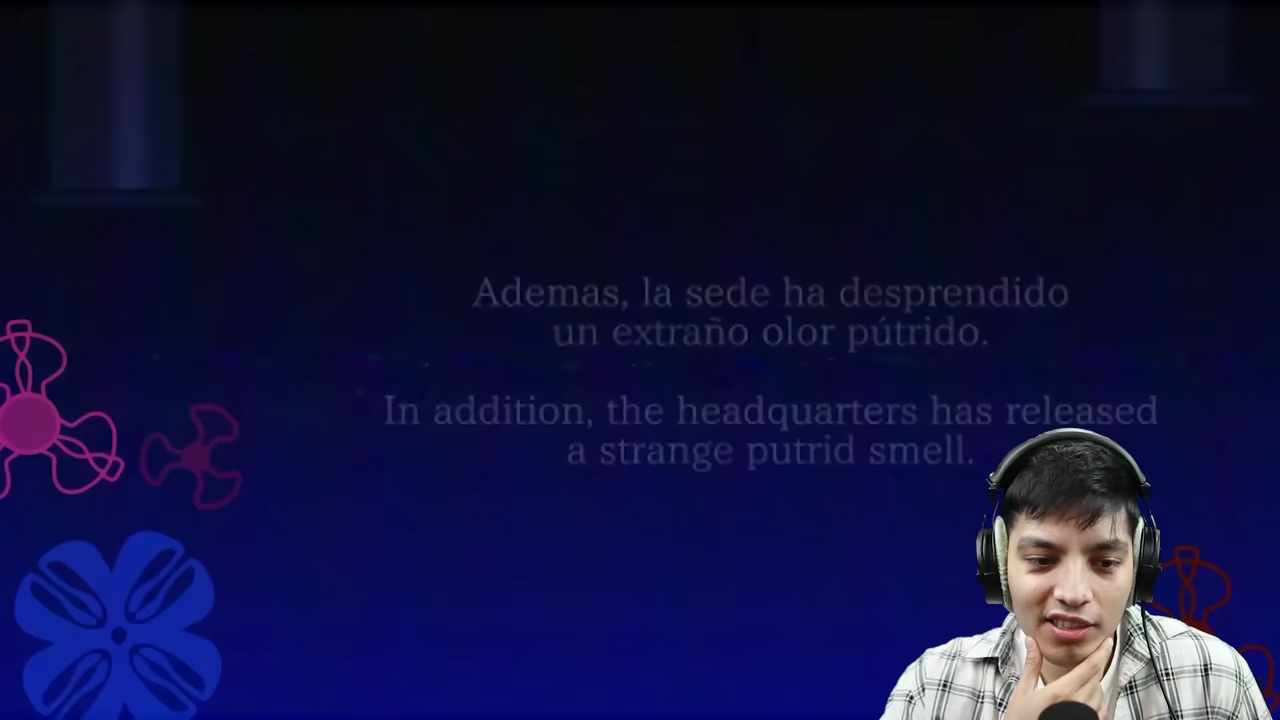 Ademas, la sede ha desprendido
un extraño olor pútrido.
In addition, the headquarters has released
a strange putrid smell.